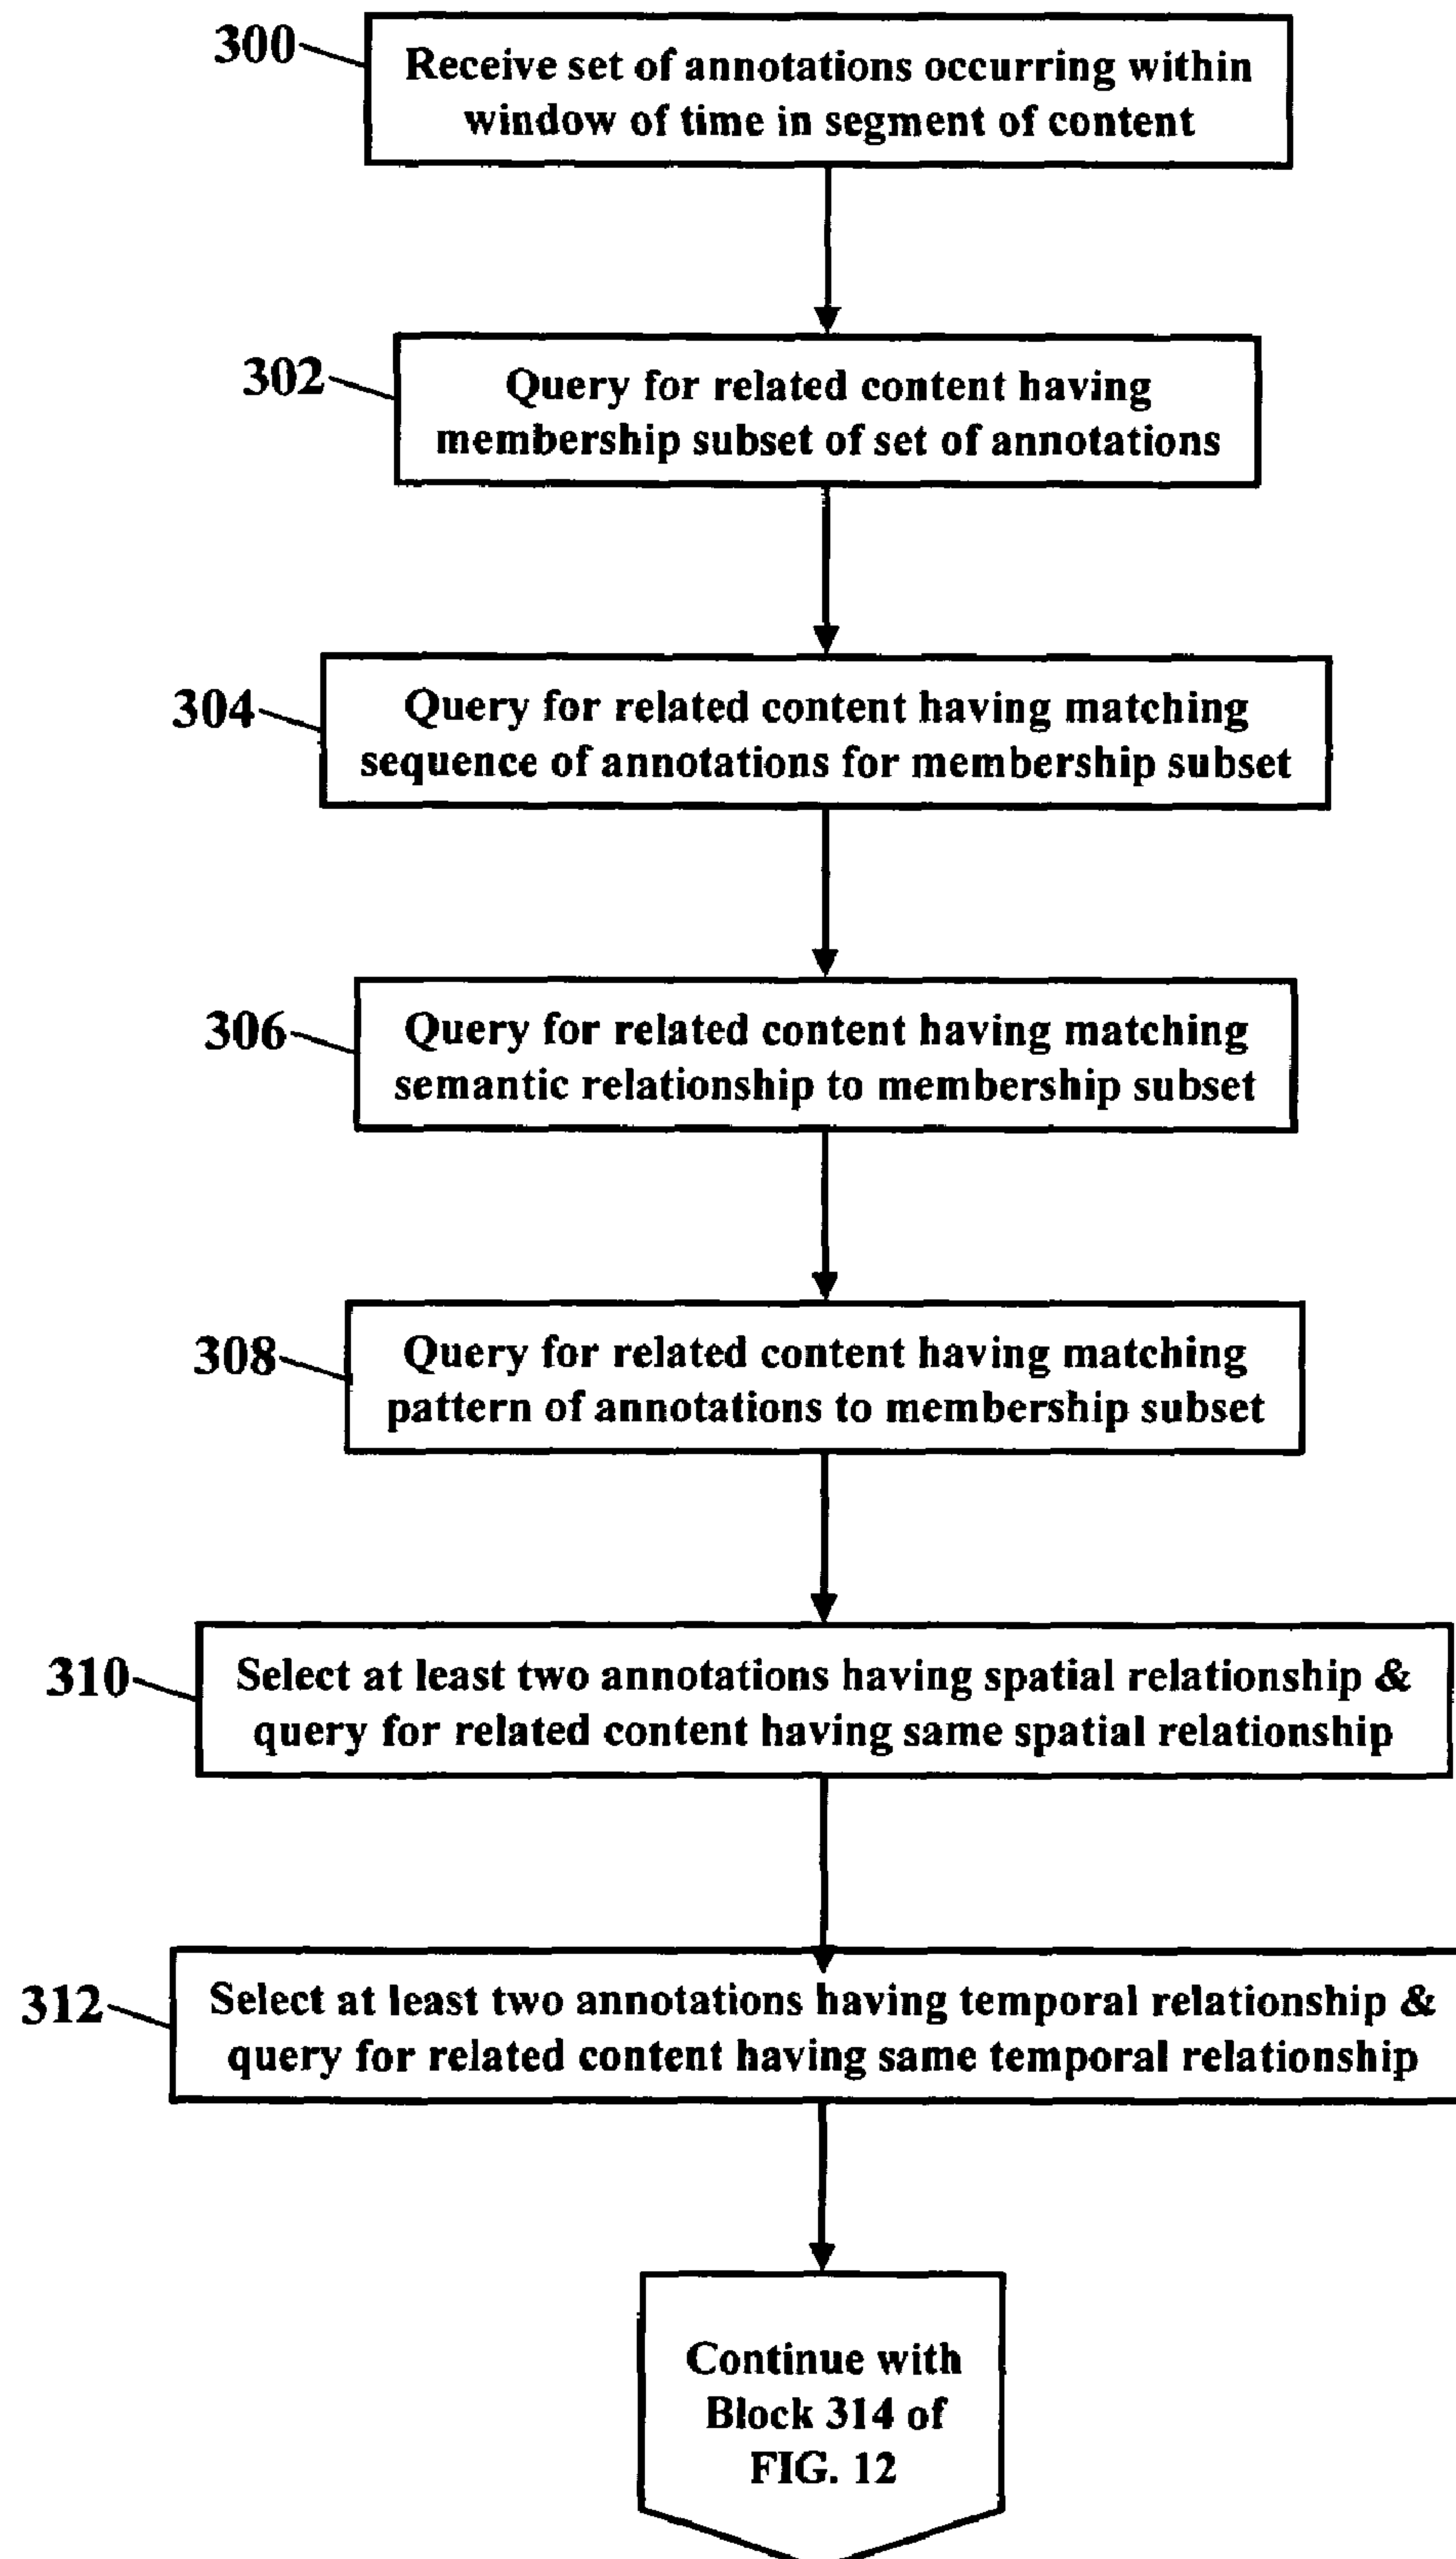 300
Receive set of annotations occurring within
window of time in segment of content
302
Query for related content having
membership subset of set of annotations
304
Query for related content having matching
sequence of annotations for membership subset
306
Query for related content having matching
semantic relationship to membership subset
308
Query for related content having matching
pattern of annotations to membership subset
310
Select at least two annotations having spatial relationship &
query for related content having same spatial relationship
312
Select at least two annotations having temporal relationship &
query for related content having same temporal relationship
Continue with
Block 314 of
FIG. 12